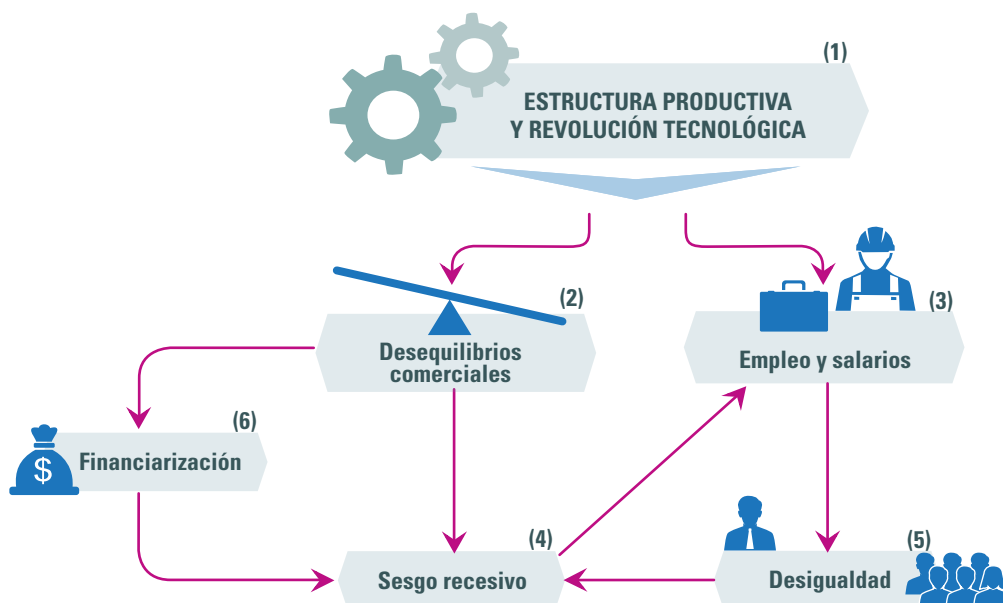 (1)
ESTRUCTURA PRODUCTIVA
Y REVOLUCIÓN TECNOLÓGICA
(2)
Desequilibrios
comerciales
(3)
Empleo y salarios
(6)
Financiarización
$
(4)
Sesgo recesivo
(5)
Desigualdad